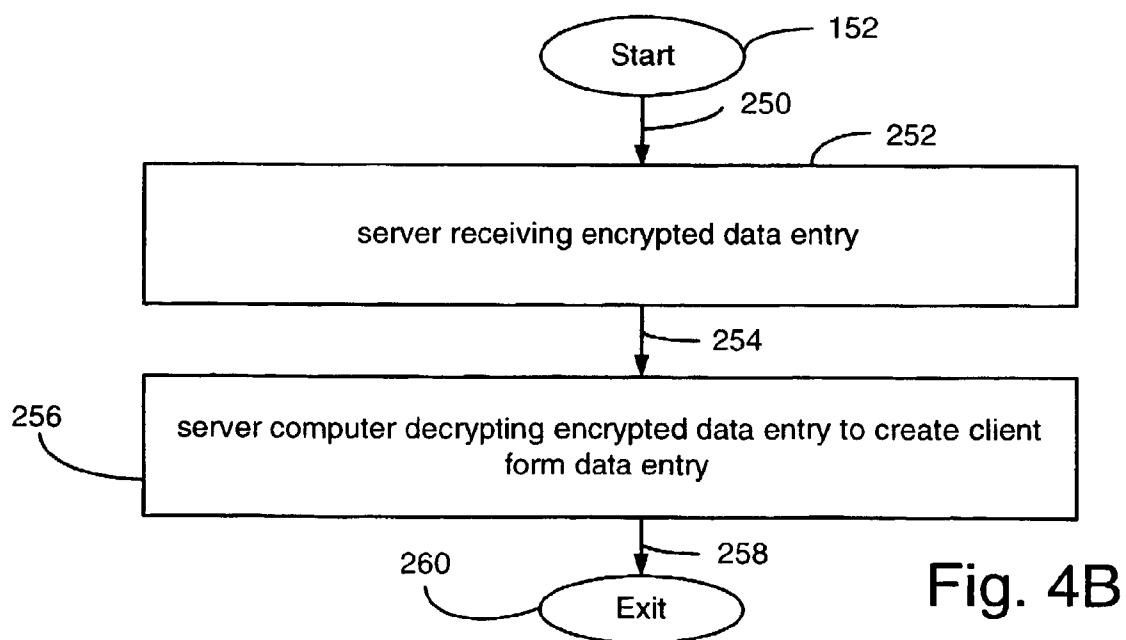 Start
152
250
252
server receiving encrypted data entry
254
256
server computer decrypting encrypted data entry to create client
form data entry
258
260
Exit
Fig. 4B